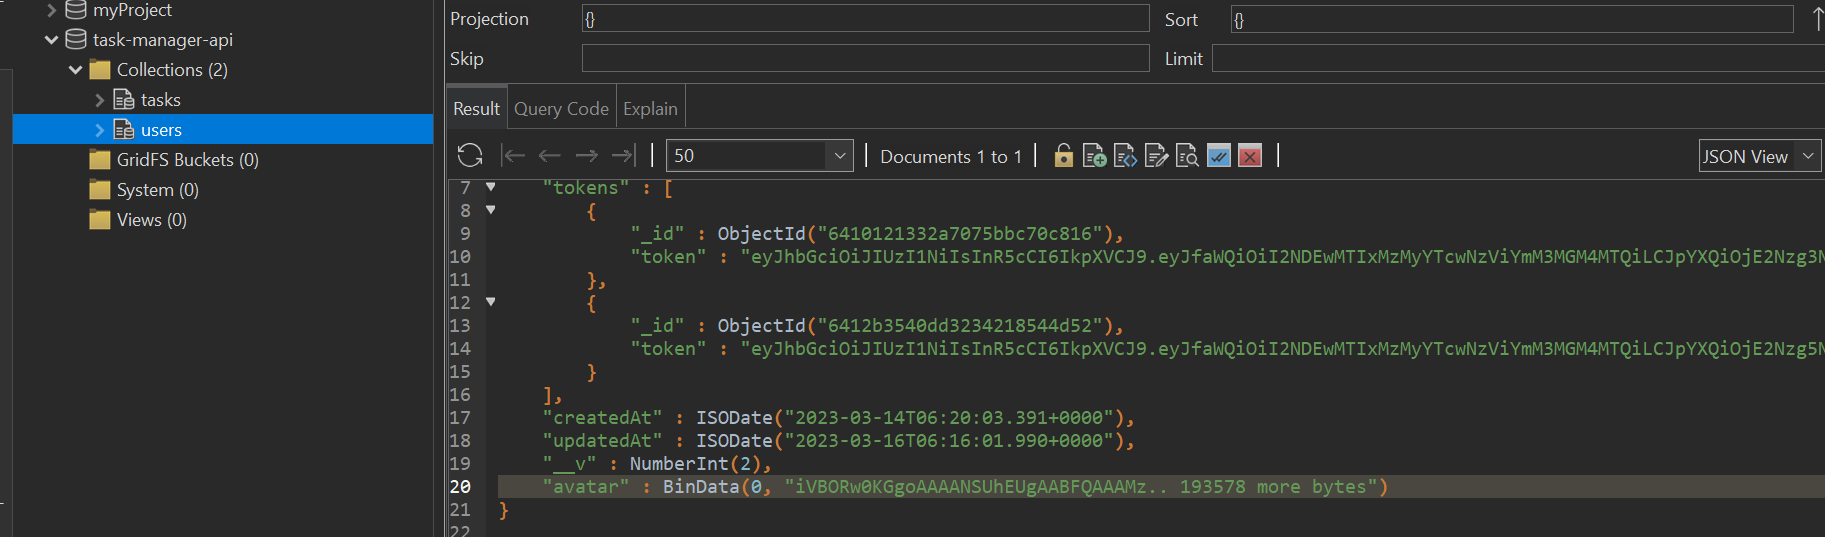 myProject
task-manager-api
Collections (2)
tasks
users
GridFS Buckets (0)
System (0)
Views (0)
Projection {} Sort {}
Skip Limit
Result Query Code Explain
50 Documents 1 to 1 JSON View
7 "tokens" : [
8 {
9 "_id" : ObjectId("6410121332a7075bbc70c816"),
10 "token" : "eyJhbGciOiJIUzI1NiIsInR5cCI6IkpXVCJ9.eyJfaWQiOiI2NDEwMTIxMzMyYTcwNzViYmM3MGM4MTQiLCJpYXQiOjE2Nzg3N
11 },
12 {
13 "_id" : ObjectId("6412b3540dd3234218544d52"),
14 "token" : "eyJhbGciOiJIUzI1NiIsInR5cCI6IkpXVCJ9.eyJfaWQiOiI2NDEwMTIxMzMyYTcwNzViYmM3MGM4MTQiLCJpYXQiOjE2Nzg5N
15 }
16 ],
17 "createdAt" : ISODate("2023-03-14T06:20:03.391+0000"),
18 "updatedAt" : ISODate("2023-03-16T06:16:01.990+0000"),
19 "__v" : NumberInt(2),
20 "avatar" : BinData(0, "iVBORw0KGgoAAAANSUhEUgAABFQAAAMz.. 193578 more bytes")
21 }
22